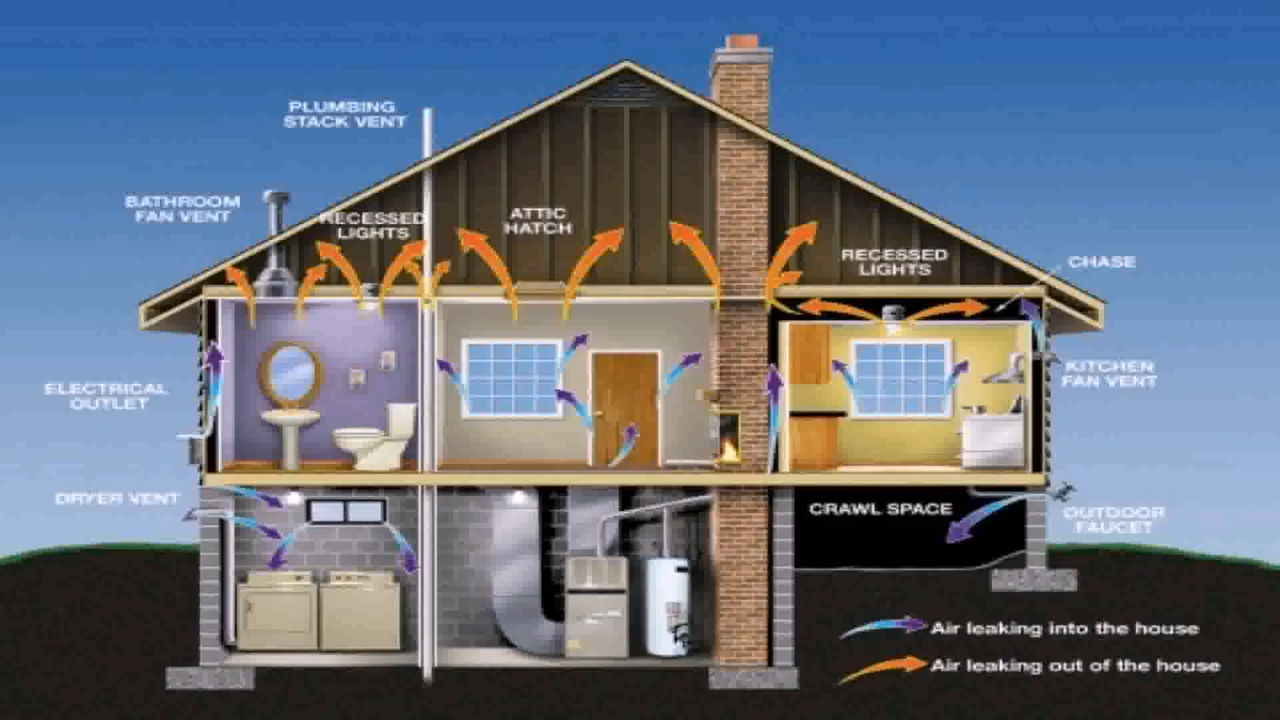 PLUMBING
STACK VENT
BATHROOM
FAN VENT
RECESSED
LIGHTS
ATTIC
HATCH
RECESSED
LIGHTS
CHASE
ELECTRICAL
OUTLET
KITCHEN
FAN VENT
DRYER VENT
CRAWL SPACE
OUTDOOR
FAUCET
Air leaking into the house
Air leaking out of the house